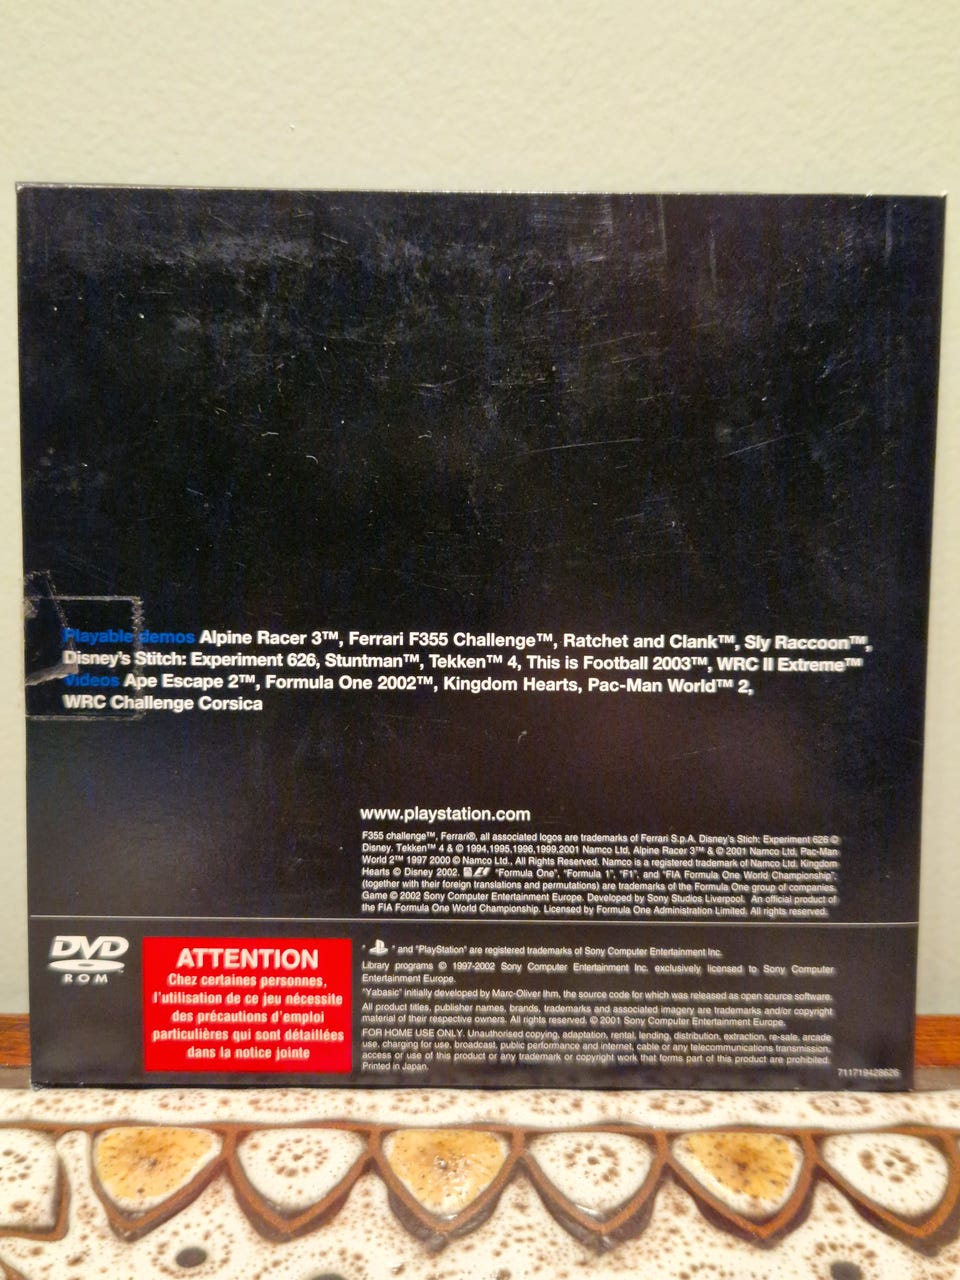 Playable demos Alpine Racer 3™, Ferrari F355 Challenge™, Ratchet and Clank™, Sly Raccoon™,
Disney's Stitch: Experiment 626, Stuntman™, Tekken™ 4, This is Football 2003™, WRC II Extreme™
Videos Ape Escape 2™, Formula One 2002™, Kingdom Hearts, Pac-Man World™ 2,
WRC Challenge Corsica
www.playstation.com
F355 challenge™, Ferrari®, all associated logos are trademarks of Ferrari S.p.A. Disney's Stich: Experiment 626 ©
Disney. Tekken™ 4 & © 1994,1995,1996,1999,2001 Namco Ltd, Alpine Racer 3™ & © 2001 Namco Ltd, Pac-Man
World 2™ 1997 2000 © Namco Ltd., All Rights Reserved. Namco is a registered trademark of Namco Ltd. Kingdom
Hearts © Disney 2002. F1 "Formula One", "Formula 1", "F1", and "FIA Formula One World Championship",
(together with their foreign translations and permutations) are trademarks of the Formula One group of companies.
Game © 2002 Sony Computer Entertainment Europe. Developed by Sony Studios Liverpool. An official product of
the FIA Formula One World Championship. Licensed by Formula One Administration Limited. All rights reserved.
DVD
ROM
ATTENTION
Chez certaines personnes,
l'utilisation de ce jeu nécessite
des précautions d'emploi
particulières qui sont détaillées
dans la notice jointe
" " and "PlayStation" are registered trademarks of Sony Computer Entertainment Inc.
Library programs © 1997-2002 Sony Computer Entertainment Inc. exclusively licensed to Sony Computer
Entertainment Europe.
"Yabasic" initially developed by Marc-Oliver Ihm, the source code for which was released as open source software.
All product titles, publisher names, brands, trademarks and associated imagery are trademarks and/or copyright
material of their respective owners. All rights reserved. © 2001 Sony Computer Entertainment Europe.
FOR HOME USE ONLY. Unauthorised copying, adaptation, rental, lending, distribution, extraction, re-sale, arcade
use, charging for use, broadcast, public performance and internet, cable or any telecommunications transmission,
access or use of this product or any trademark or copyright work that forms part of this product are prohibited.
Printed in Japan.
711719428626